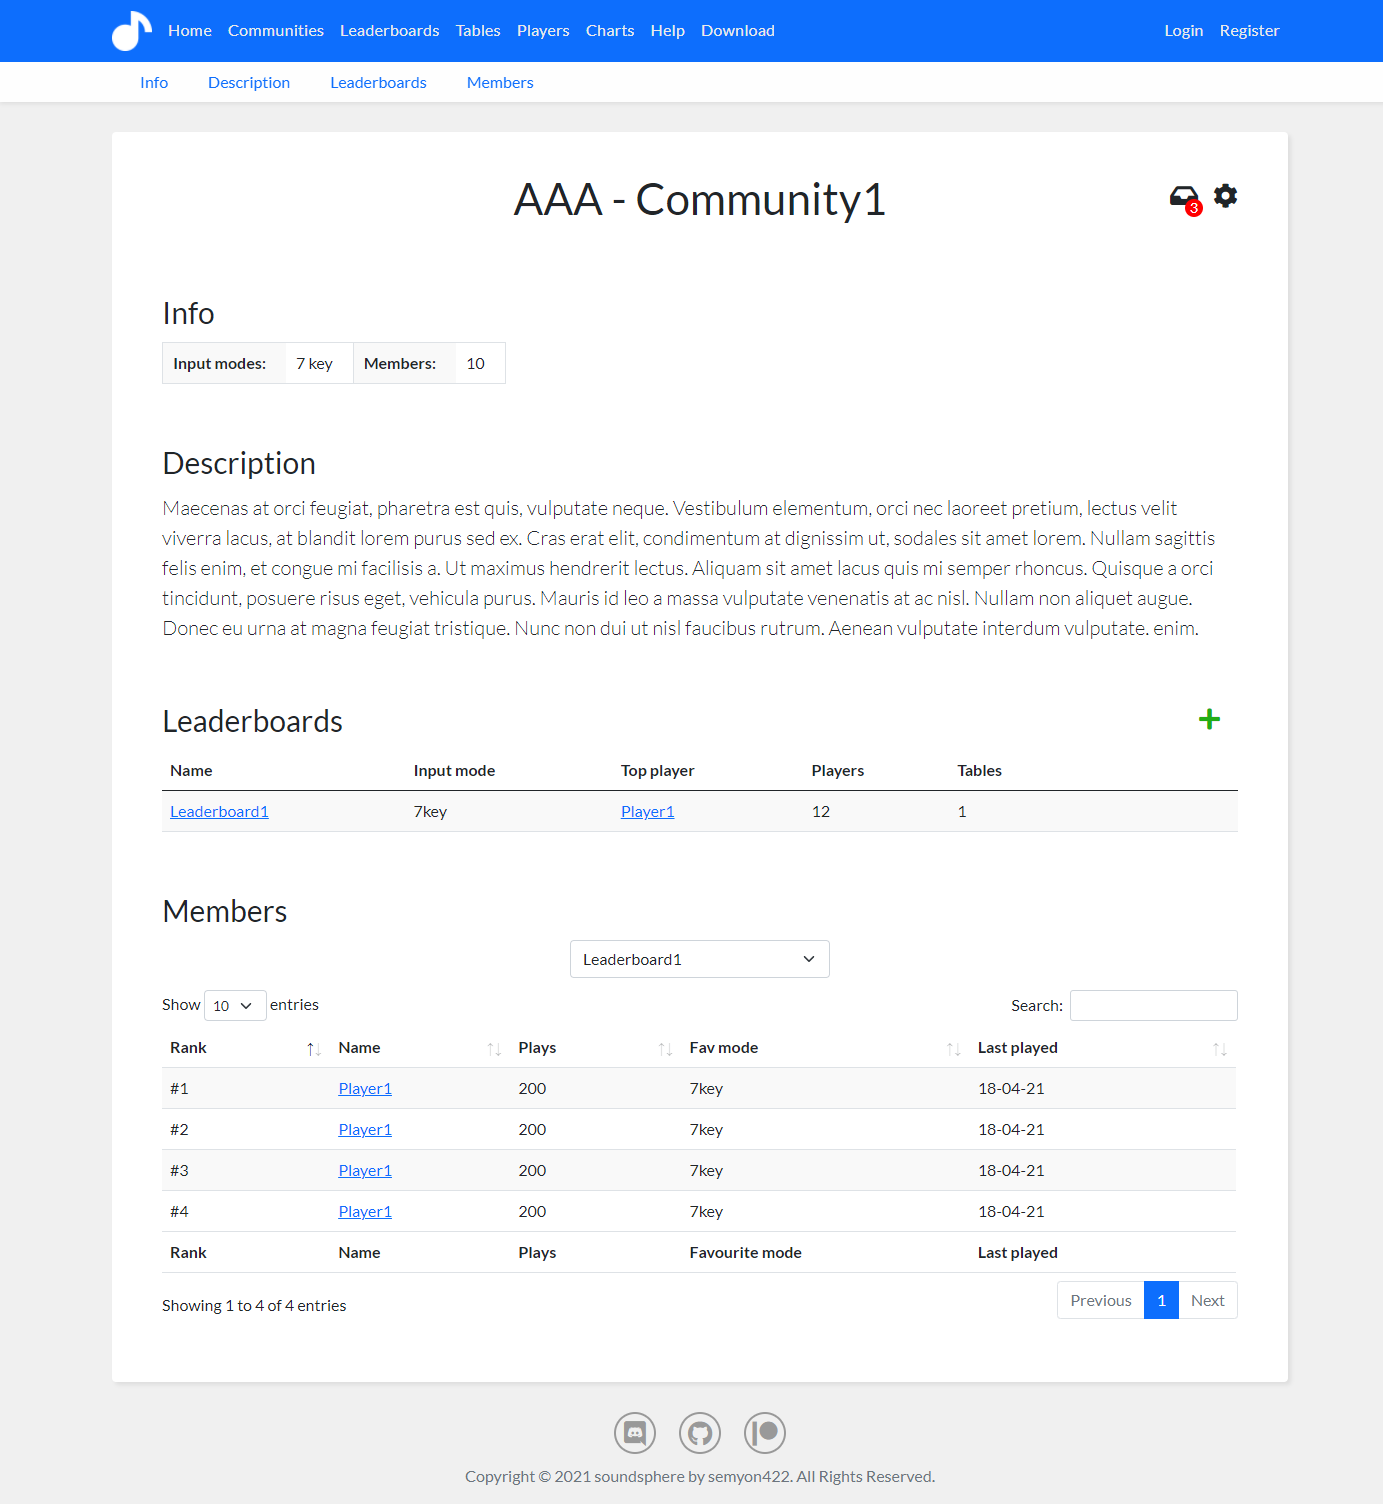 Home Communities Leaderboards Tables Players Charts Help Download Login Register
Info Description Leaderboards Members
AAA - Community1
3
Info
Input modes: 7 key Members: 10
Description
Maecenas at orci feugiat, pharetra est quis, vulputate neque. Vestibulum elementum, orci nec laoreet pretium, lectus velit
viverra lacus, at blandit lorem purus sed ex. Cras erat elit, condimentum at dignissim ut, sodales sit amet lorem. Nullam sagittis
felis enim, et congue mi facilisis a. Ut maximus hendrerit lectus. Aliquam sit amet lacus quis mi semper rhoncus. Quisque a orci
tincidunt, posuere risus eget, vehicula purus. Mauris id leo a massa vulputate venenatis at ac nisl. Nullam non aliquet augue.
Donec eu urna at magna feugiat tristique. Nunc non dui ut nisl faucibus rutrum. Aenean vulputate interdum vulputate. enim.
Leaderboards
Name Input mode Top player Players Tables
Leaderboard1 7key Player1 12 1
Members
Leaderboard1
Show 10 entries Search:
Rank Name Plays Fav mode Last played
#1 Player1 200 7key 18-04-21
#2 Player1 200 7key 18-04-21
#3 Player1 200 7key 18-04-21
#4 Player1 200 7key 18-04-21
Rank Name Plays Favourite mode Last played
Showing 1 to 4 of 4 entries Previous 1 Next
Copyright © 2021 soundsphere by semyon422. All Rights Reserved.